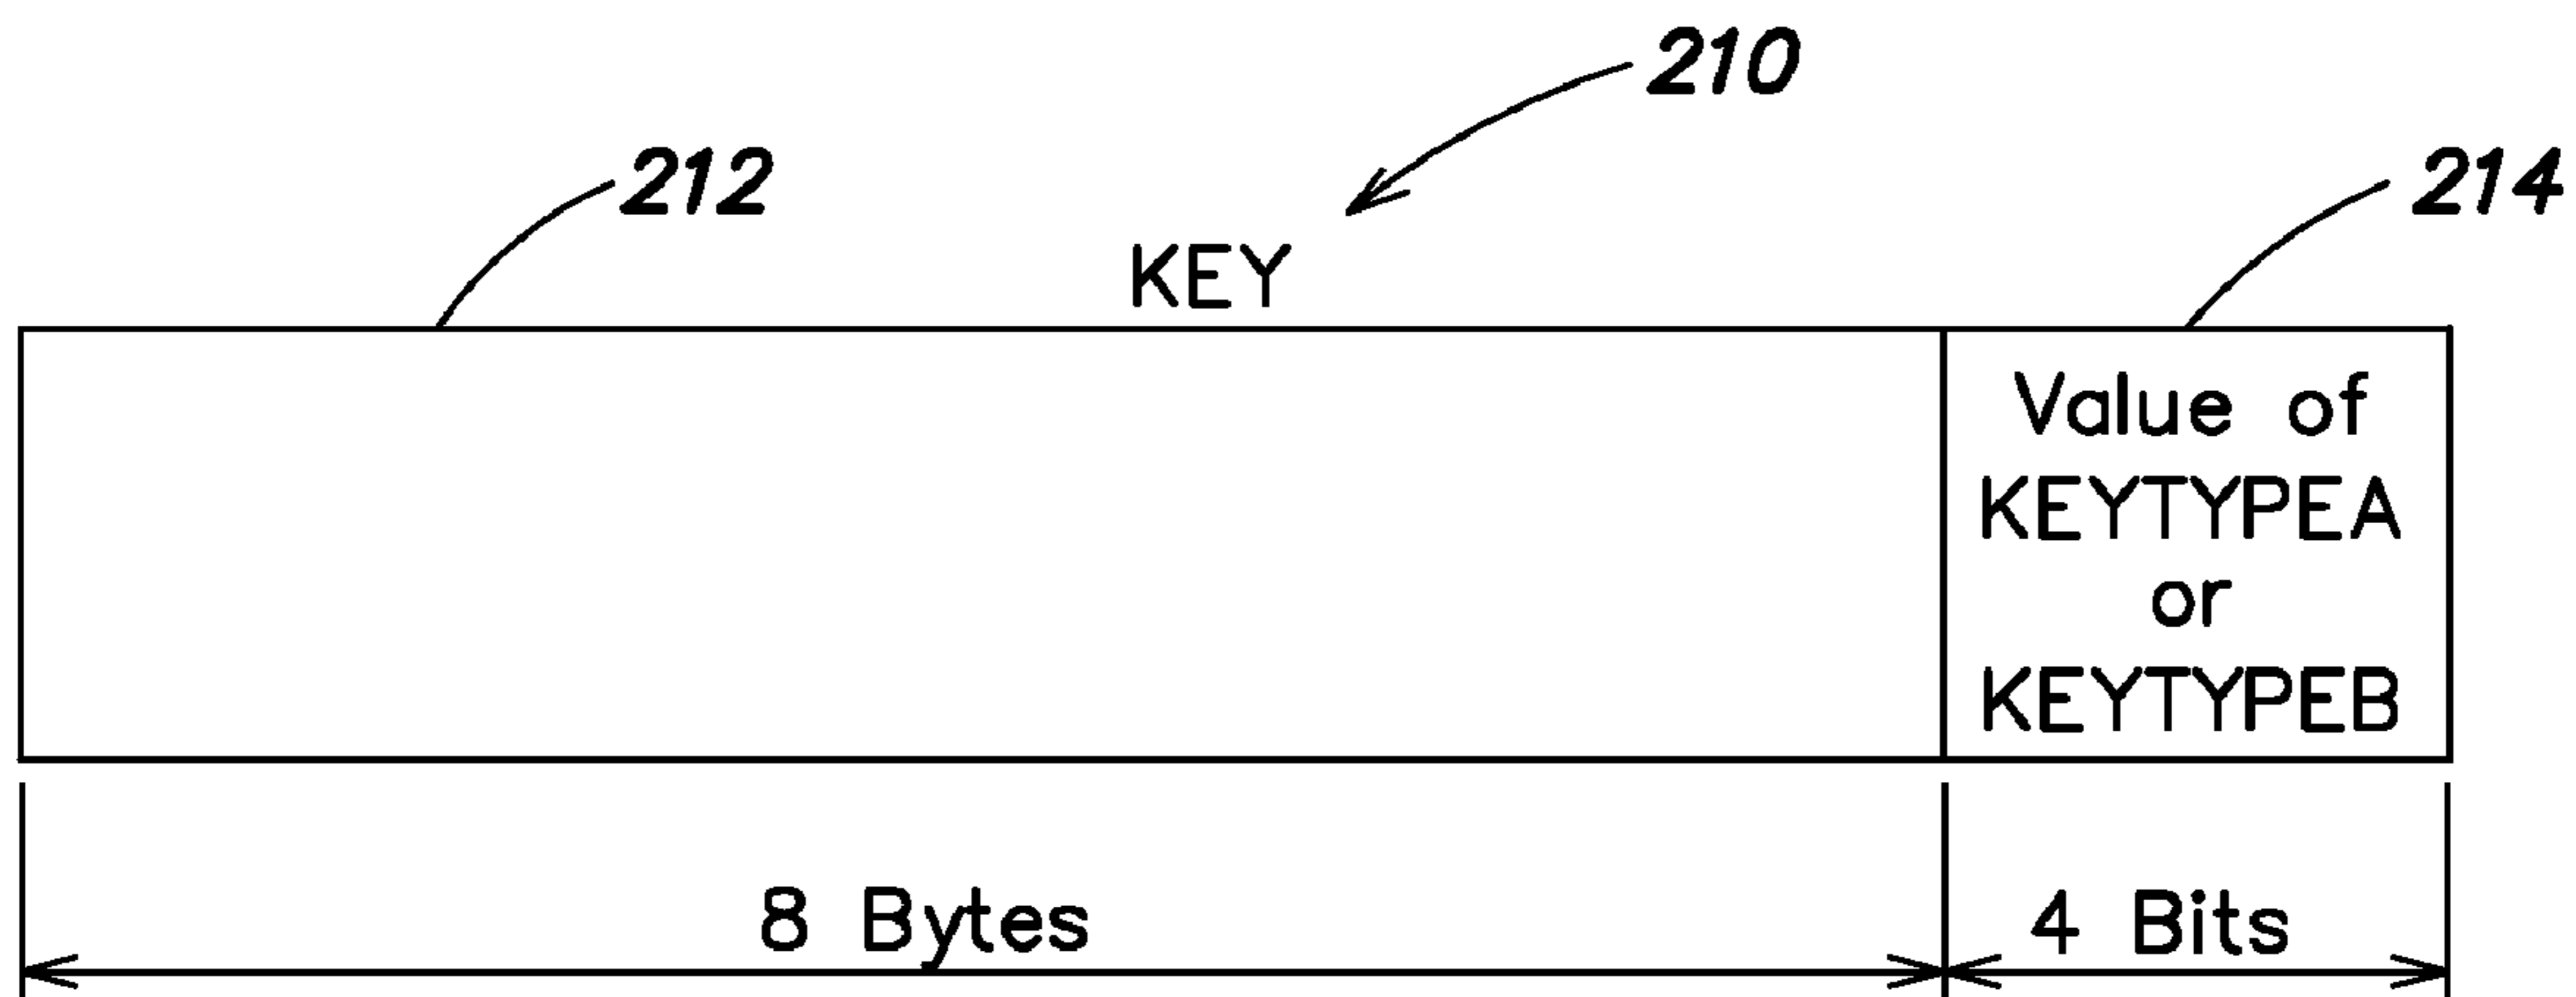 210
212
214
KEY
Value of
KEYTYPEA
or
KEYTYPEB
8 Bytes
4 Bits